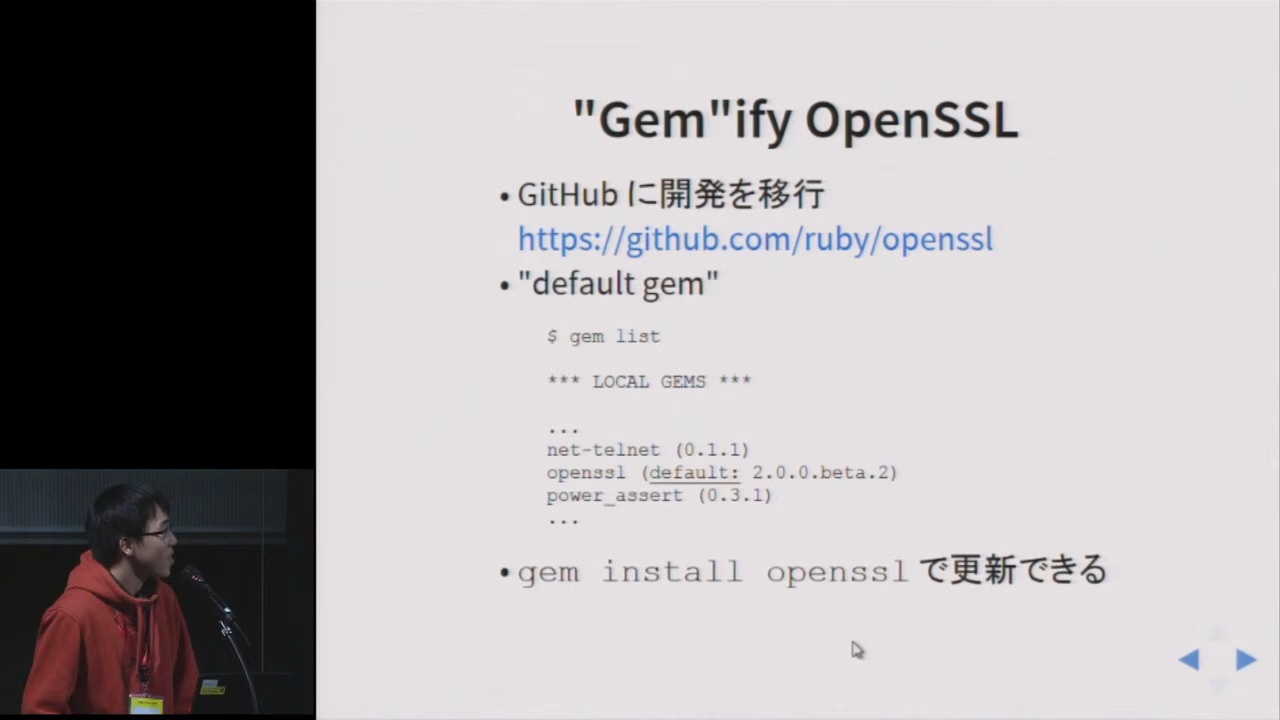 "Gem"ify OpenSSL
• GitHub に開発を移行
https://github.com/ruby/openssl
• "default gem"
$ gem list
*** LOCAL GEMS ***
...
net-telnet (0.1.1)
openssl (default: 2.0.0.beta.2)
power_assert (0.3.1)
...
• gem install openssl で更新できる